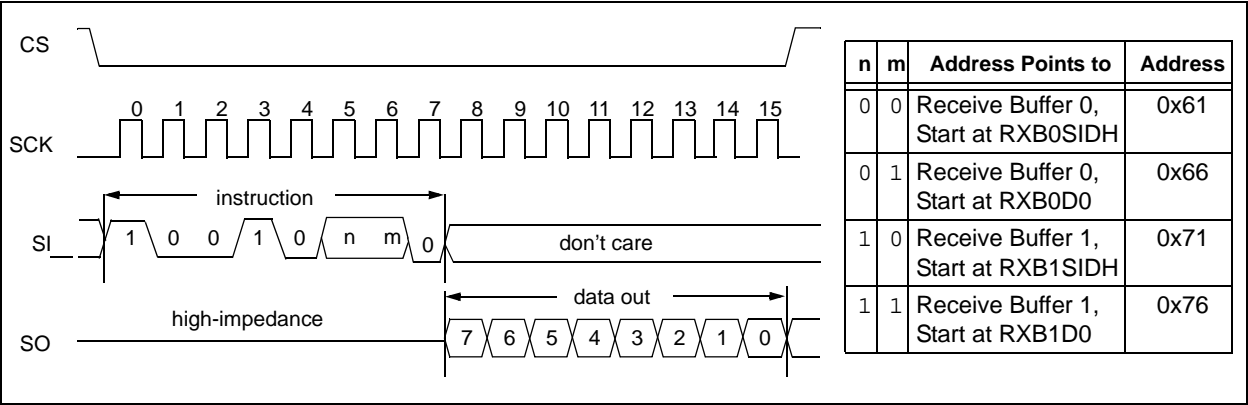 CS
0 1 2 3 4 5 6 7 8 9 10 11 12 13 14 15
SCK
instruction
SI
1 0 0 1 0 n m 0
don't care
data out
high-impedance
SO
7 6 5 4 3 2 1 0
n m Address Points to Address
0 0 Receive Buffer 0, 0x61
Start at RXB0SIDH
0 1 Receive Buffer 0, 0x66
Start at RXB0D0
1 0 Receive Buffer 1, 0x71
Start at RXB1SIDH
1 1 Receive Buffer 1, 0x76
Start at RXB1D0